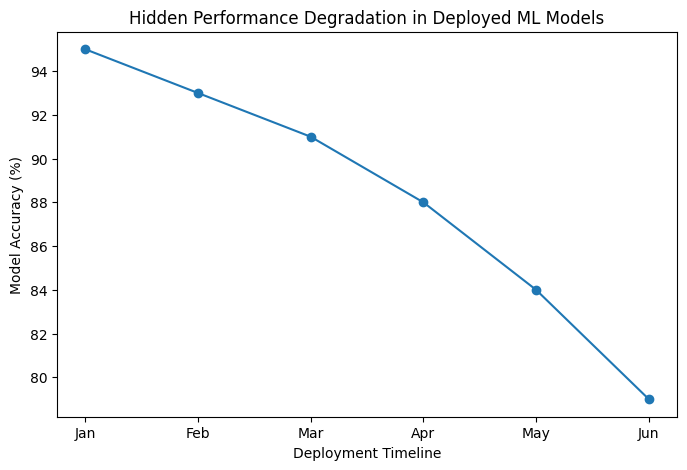 Hidden Performance Degradation in Deployed ML Models
Model Accuracy (%)
94
92
90
88
86
84
82
80
Jan Feb Mar Apr May Jun
Deployment Timeline